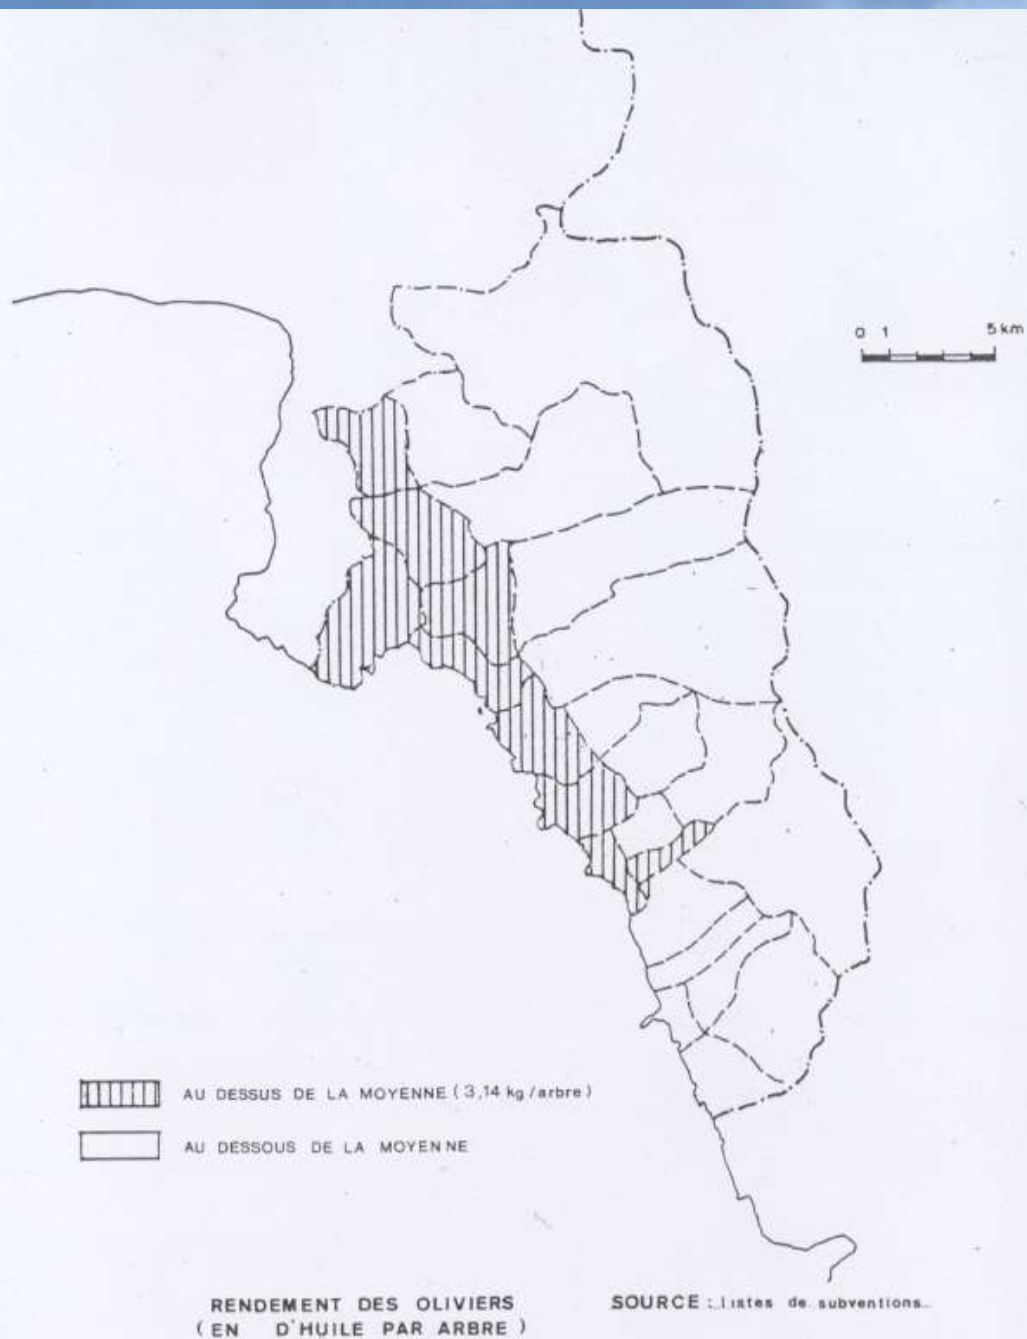 0 1 5 km
AU DESSUS DE LA MOYENNE (3,14 kg/arbre)
AU DESSOUS DE LA MOYENNE
RENDEMENT DES OLIVIERS
(EN D'HUILE PAR ARBRE)
SOURCE : Listes de subventions..